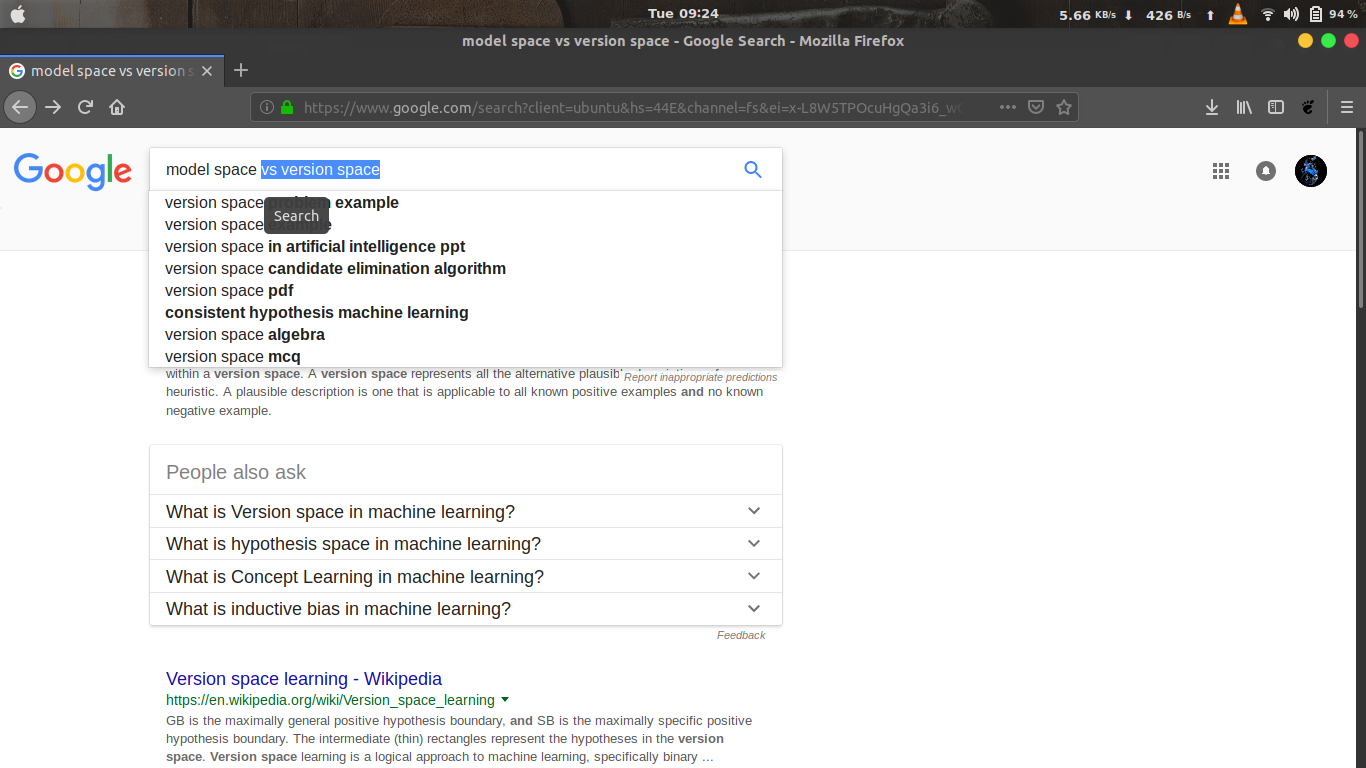 Tue 09:24
5.66 KB/s 426 B/s 94 %
model space vs version space - Google Search - Mozilla Firefox
model space vs version s
https://www.google.com/search?client=ubuntu&hs=44E&channel=fs&ei=x-L8W5TPOcuHgQa3i6_w
Google
model space vs version space
version space problem example
Search
version space example
version space in artificial intelligence ppt
version space candidate elimination algorithm
version space pdf
consistent hypothesis machine learning
version space algebra
version space mcq
within a version space. A version space represents all the alternative plausib
Report inappropriate predictions
heuristic. A plausible description is one that is applicable to all known positive examples and no known
negative example.
People also ask
What is Version space in machine learning?
What is hypothesis space in machine learning?
What is Concept Learning in machine learning?
What is inductive bias in machine learning?
Feedback
Version space learning - Wikipedia
https://en.wikipedia.org/wiki/Version_space_learning
GB is the maximally general positive hypothesis boundary, and SB is the maximally specific positive
hypothesis boundary. The intermediate (thin) rectangles represent the hypotheses in the version
space. Version space learning is a logical approach to machine learning, specifically binary ...